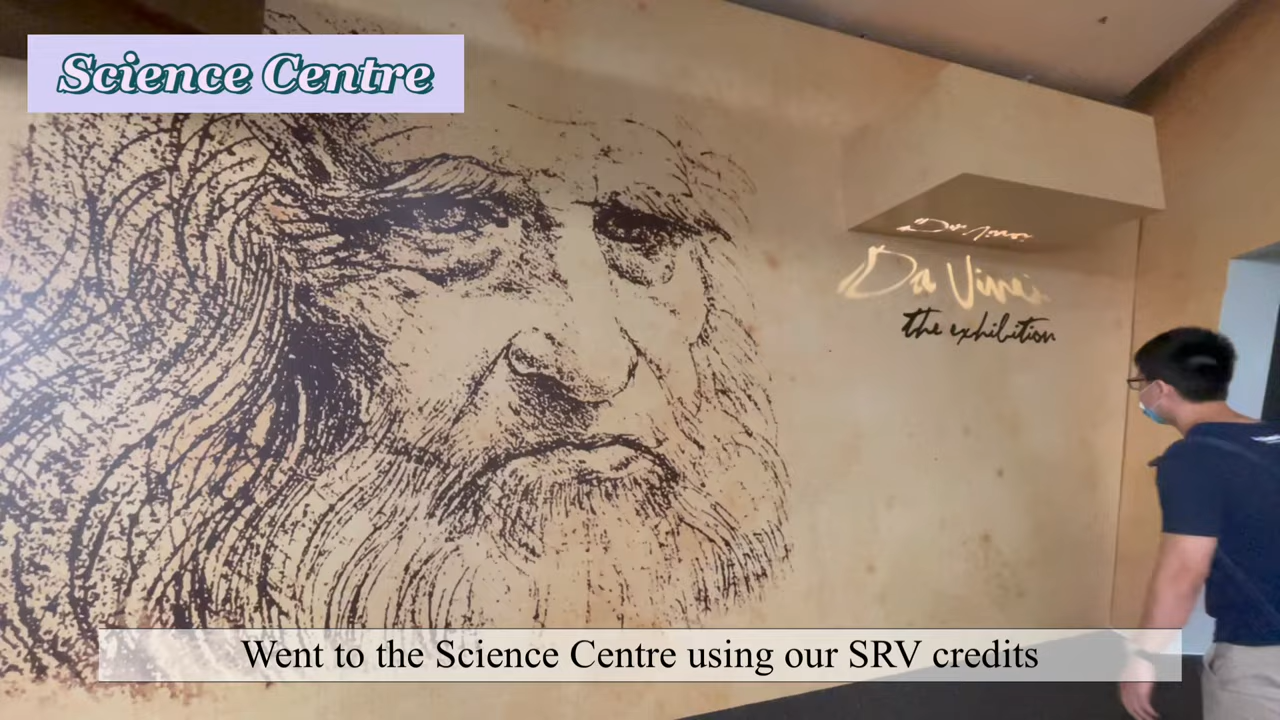 Science Centre
Da Vinci
the exhibition
Went to the Science Centre using our SRV credits